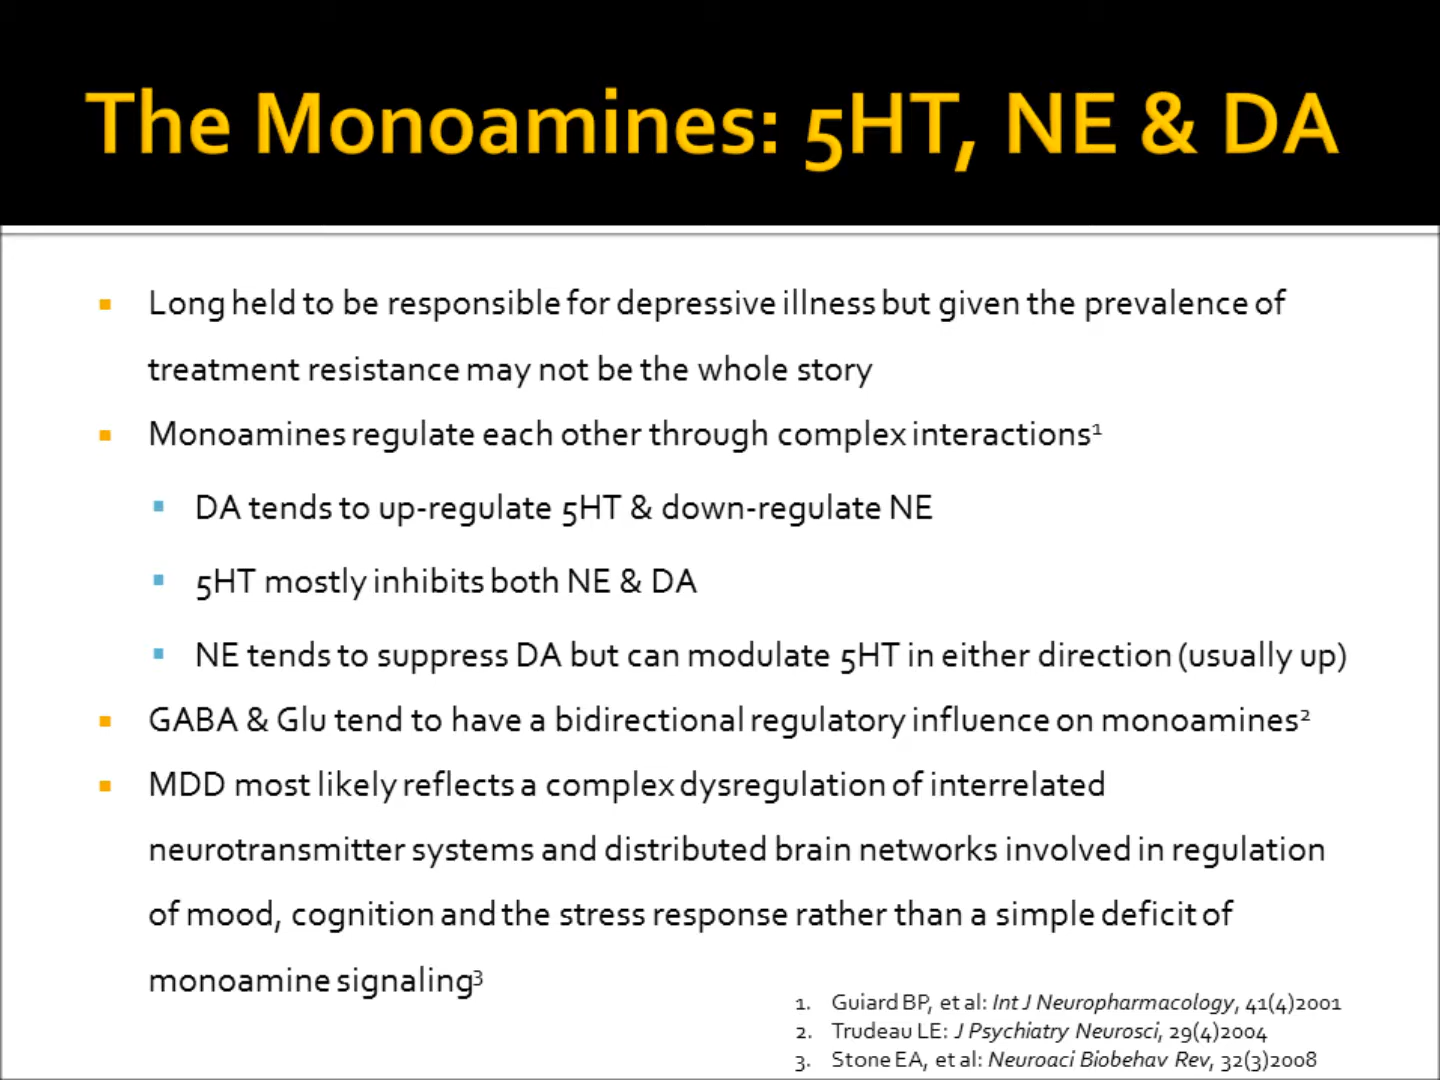 The Monoamines: 5HT, NE & DA
Long held to be responsible for depressive illness but given the prevalence of
treatment resistance may not be the whole story
Monoamines regulate each other through complex interactions¹
DA tends to up-regulate 5HT & down-regulate NE
5HT mostly inhibits both NE & DA
NE tends to suppress DA but can modulate 5HT in either direction (usually up)
GABA & Glu tend to have a bidirectional regulatory influence on monoamines²
MDD most likely reflects a complex dysregulation of interrelated
neurotransmitter systems and distributed brain networks involved in regulation
of mood, cognition and the stress response rather than a simple deficit of
monoamine signaling³
1. Guiard BP, et al: Int J Neuropharmacology, 41(4)2001
2. Trudeau LE: J Psychiatry Neurosci, 29(4)2004
3. Stone EA, et al: Neuroaci Biobehav Rev, 32(3)2008